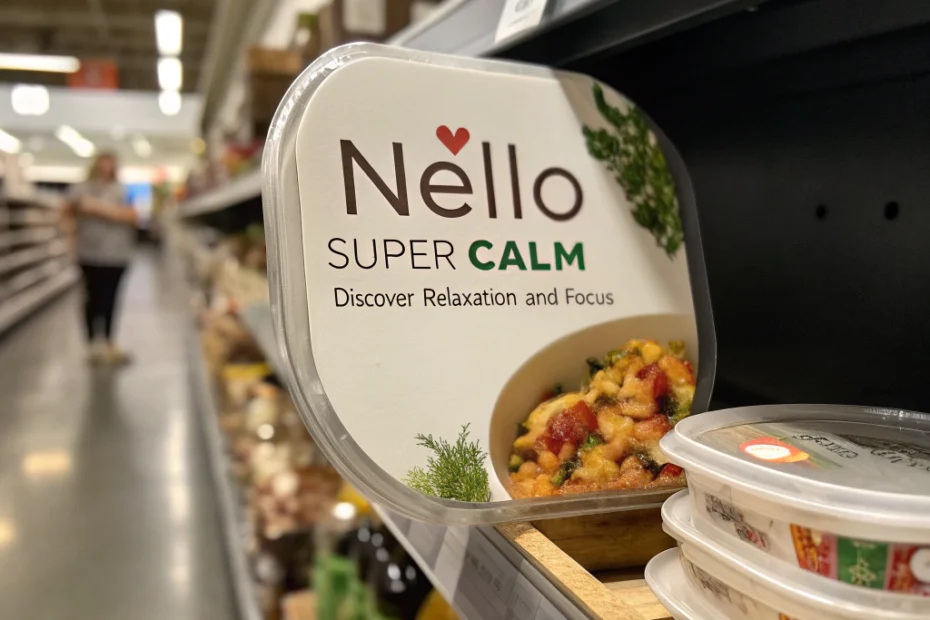 Nello
SUPER CALM
Discover Relaxation and Focus